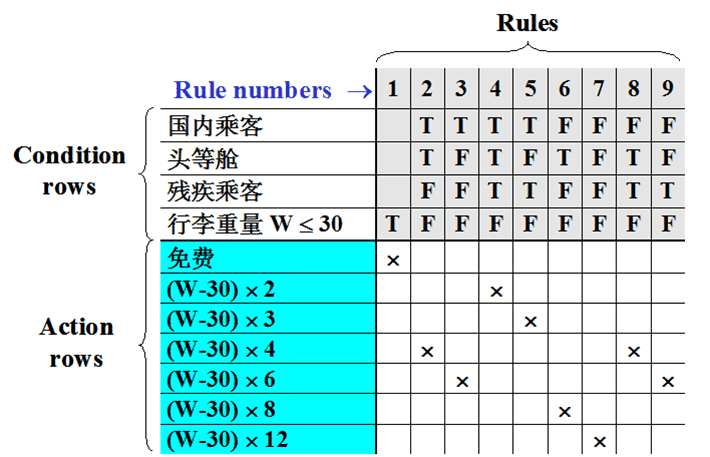 Rules
Rule numbers → 1 2 3 4 5 6 7 8 9
Condition rows
国内乘客 T T T T F F F F
头等舱 T F T F T F T F
残疾乘客 F F T T F F T T
行李重量 W ≤ 30 T F F F F F F F F
Action rows
免费 ×
(W-30) × 2 ×
(W-30) × 3 ×
(W-30) × 4 × ×
(W-30) × 6 × ×
(W-30) × 8 ×
(W-30) × 12 ×